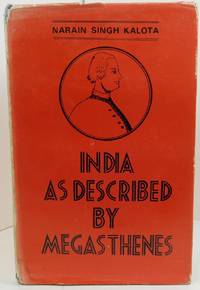 NARAIN SINGH KALOTA
INDIA
AS DESCRIBED
BY
MEGASTHENES